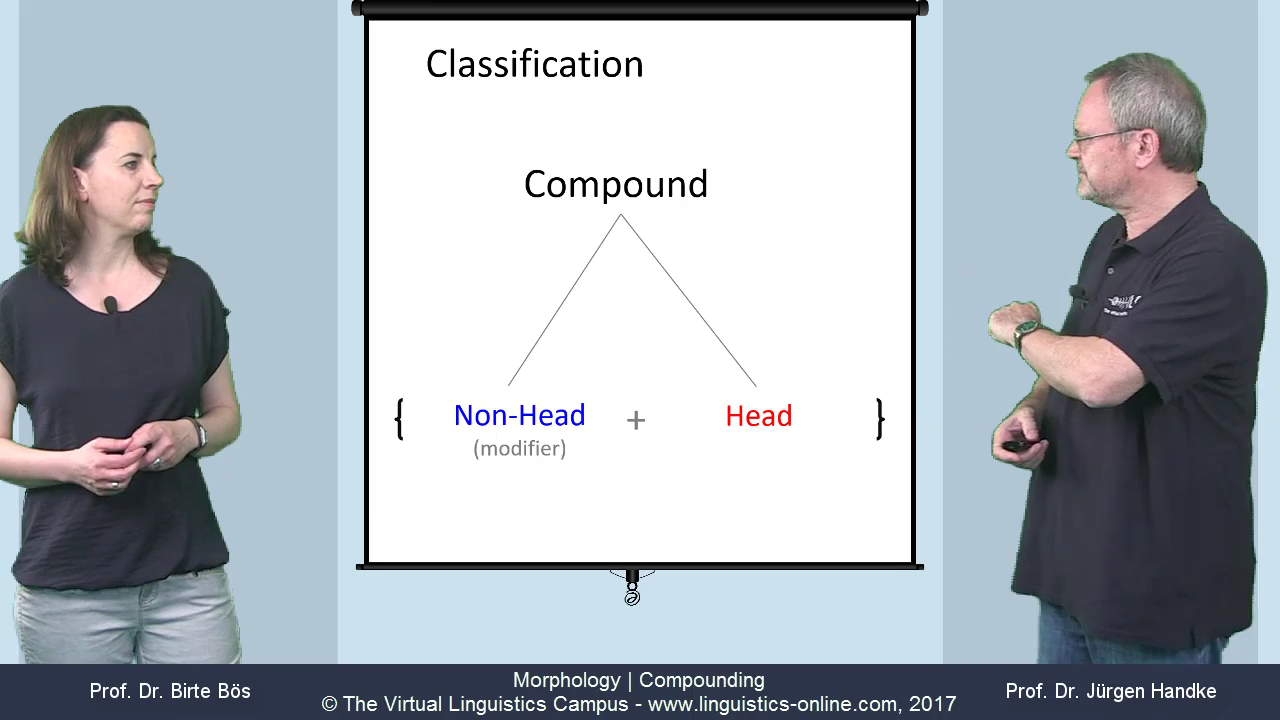 Classification
Compound
{ Non-Head + Head }
(modifier)
Prof. Dr. Birte Bös
Morphology | Compounding
© The Virtual Linguistics Campus - www.linguistics-online.com, 2017
Prof. Dr. Jürgen Handke